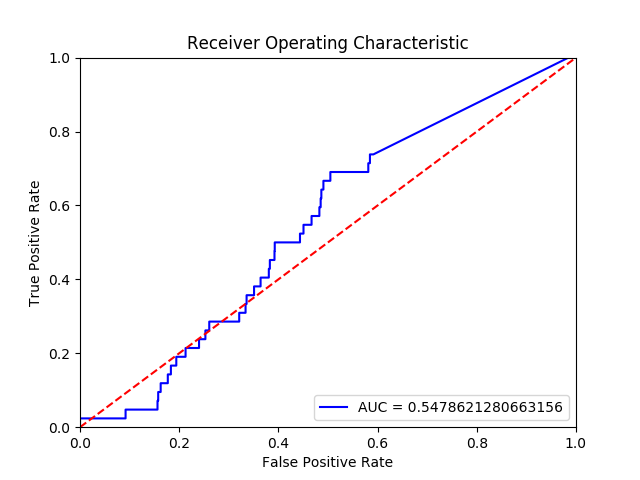 Receiver Operating Characteristic
True Positive Rate
1.0
0.8
0.6
0.4
0.2
0.0
AUC = 0.5478621280663156
0.0 0.2 0.4 0.6 0.8 1.0
False Positive Rate